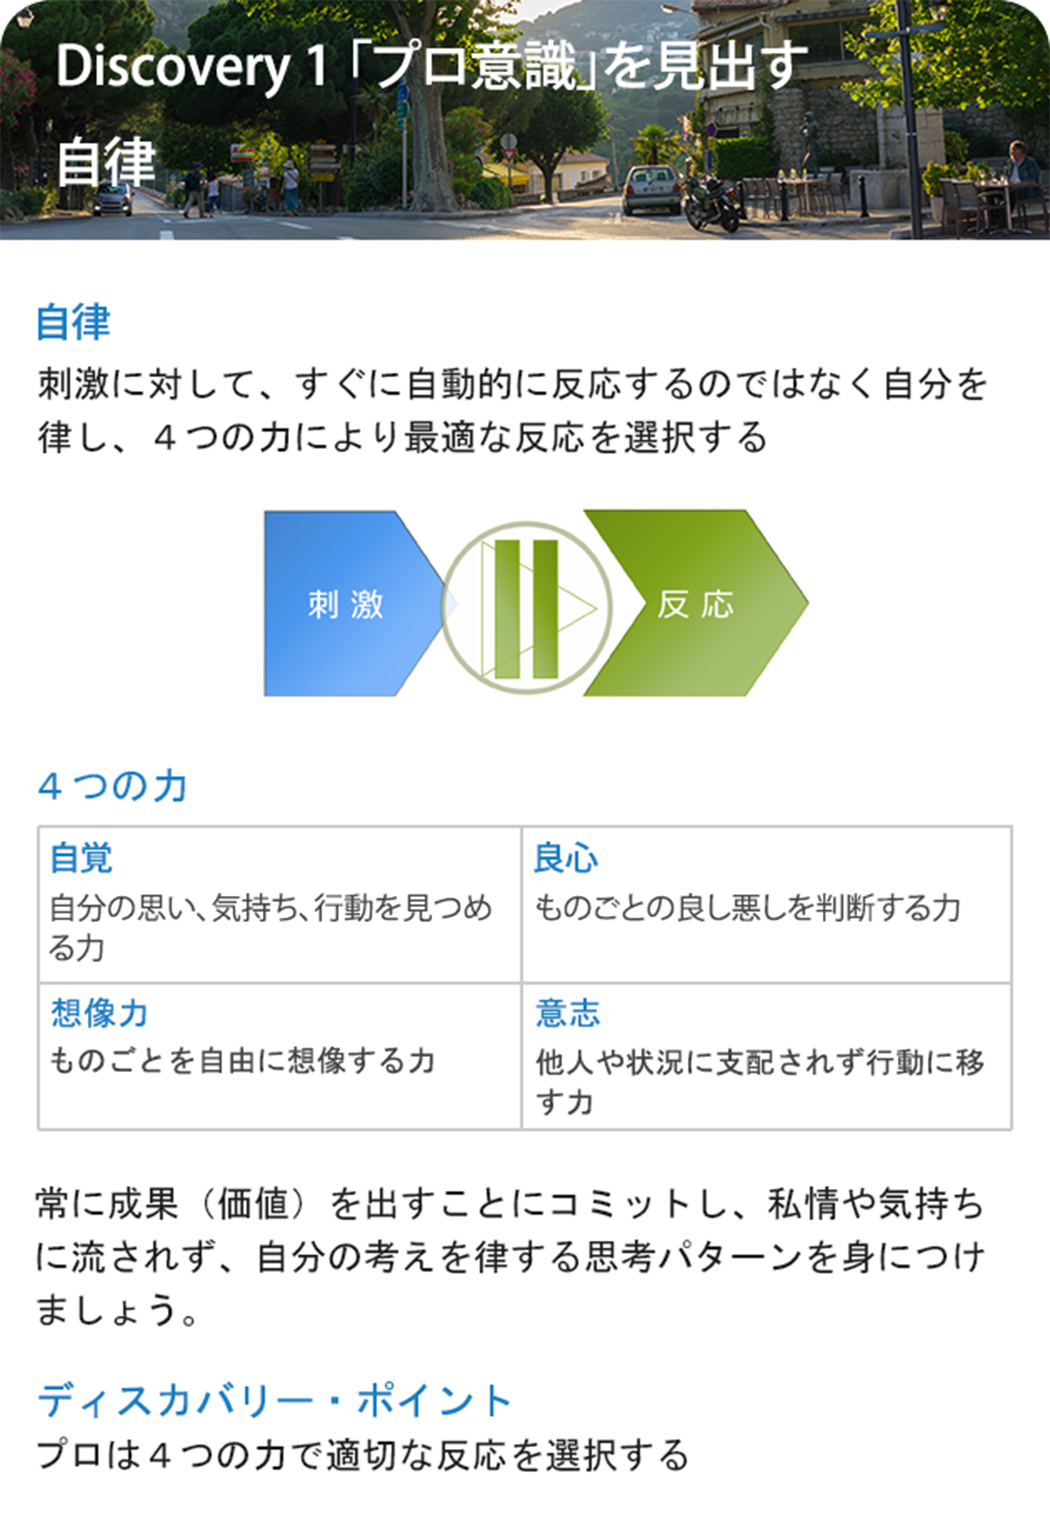 Discovery 1「プロ意識」を見出す
自律
自律
刺激に対して、すぐに自動的に反応するのではなく自分を
律し、４つの力により最適な反応を選択する
刺激
反応
４つの力
自覚
自分の思い、気持ち、行動を見つめ
る力
良心
ものごとの良し悪しを判断する力
想像力
ものごとを自由に想像する力
意志
他人や状況に支配されず行動に移
す力
常に成果（価値）を出すことにコミットし、私情や気持ち
に流されず、自分の考えを律する思考パターンを身につけ
ましょう。
ディスカバリー・ポイント
プロは４つの力で適切な反応を選択する